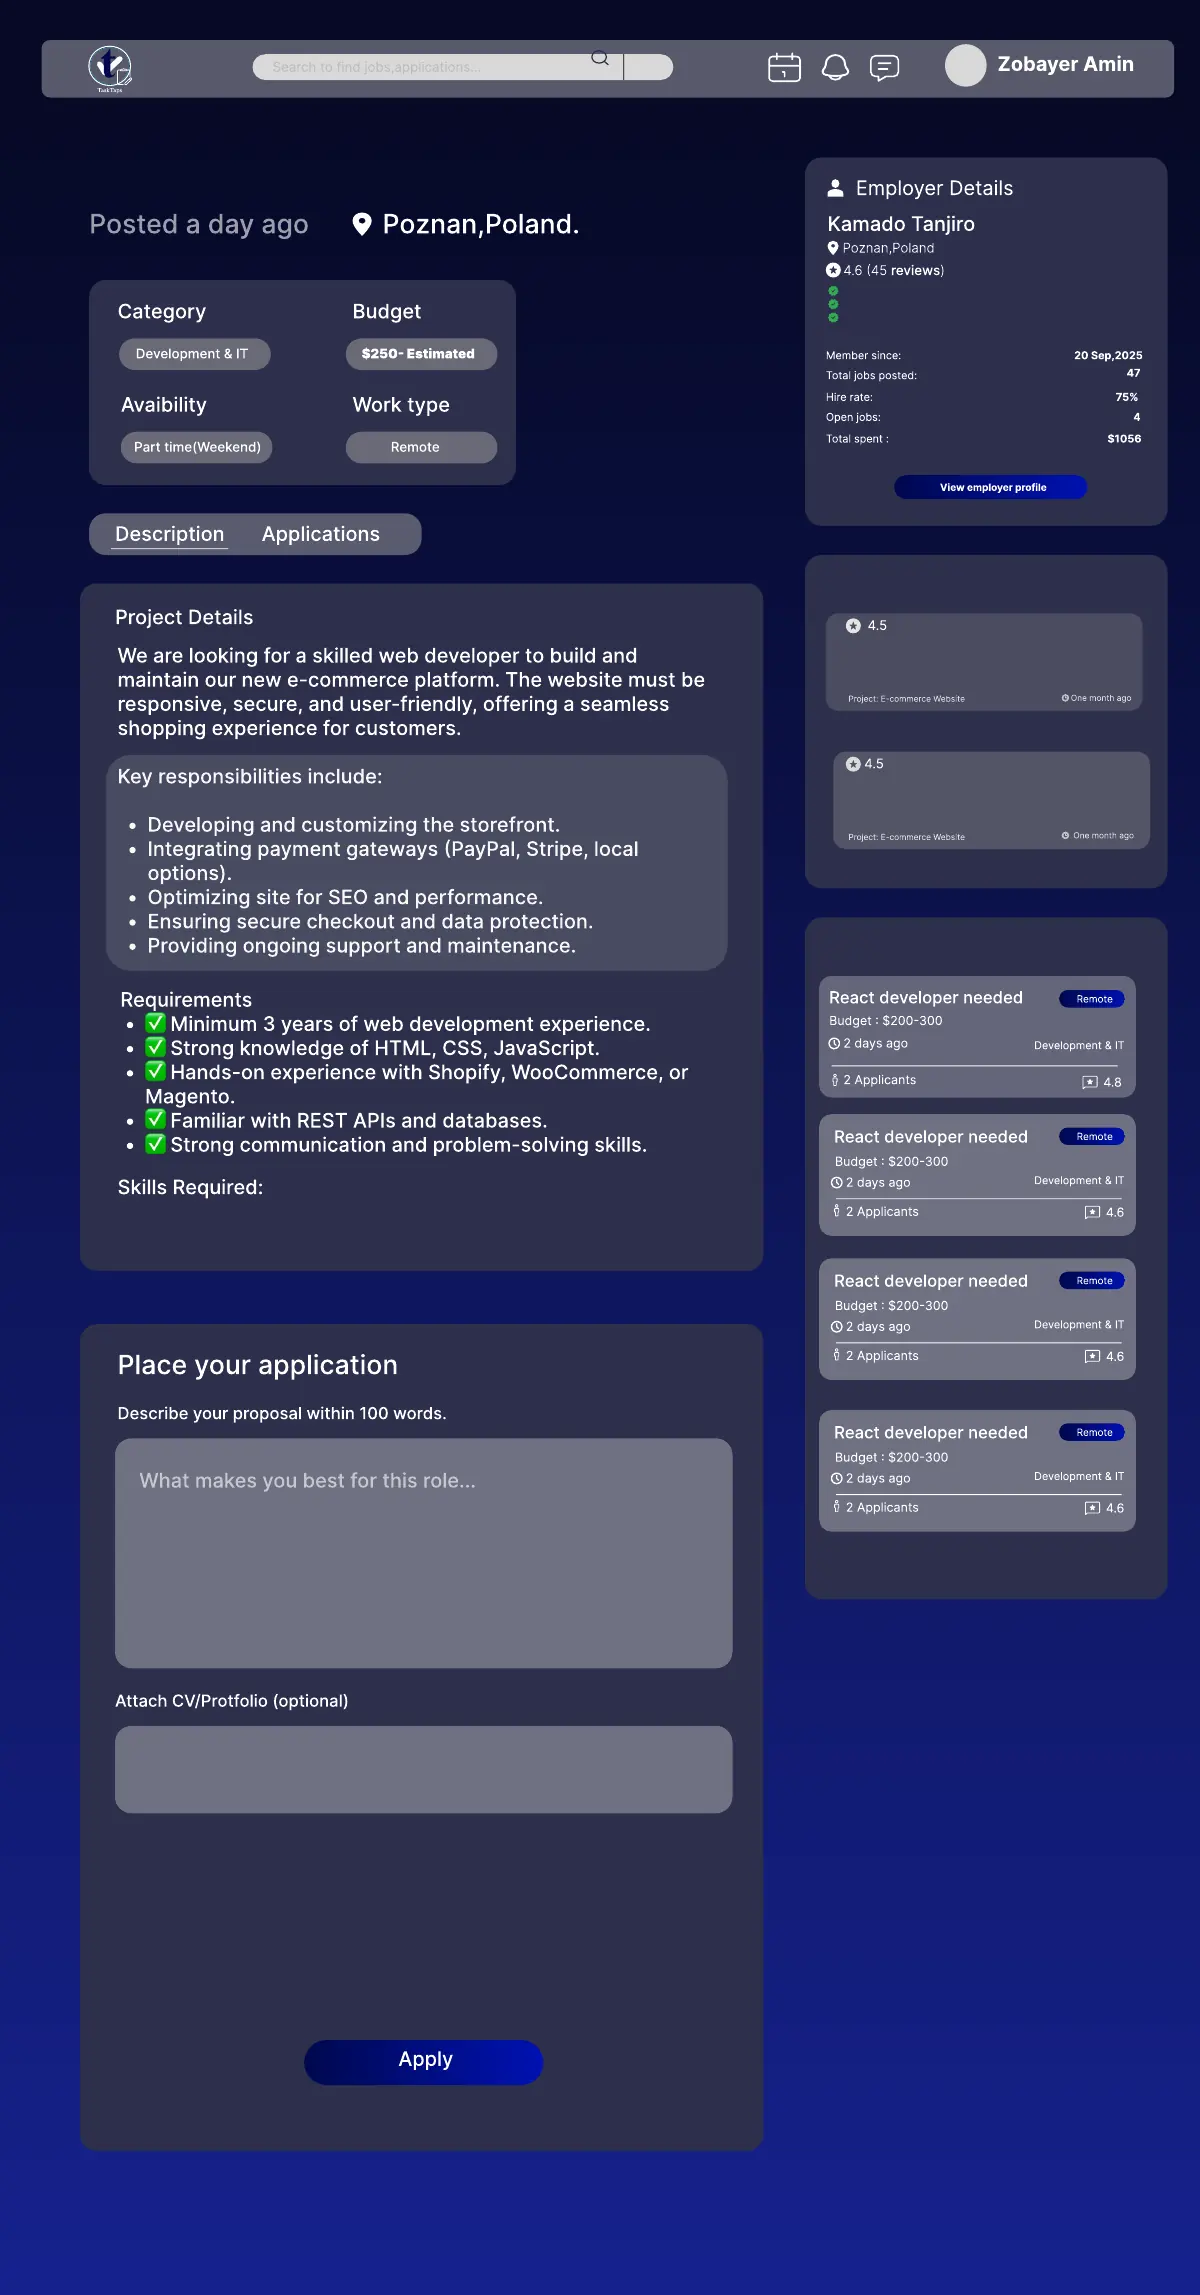 TaskTaps
Search to find jobs,applications...
1
Zobayer Amin
Posted a day ago
Poznan,Poland.
Category
Budget
Development & IT
$250- Estimated
Avaibility
Work type
Part time(Weekend)
Remote
Description
Applications
Project Details
We are looking for a skilled web developer to build and
maintain our new e-commerce platform. The website must be
responsive, secure, and user-friendly, offering a seamless
shopping experience for customers.
Key responsibilities include:
• Developing and customizing the storefront.
• Integrating payment gateways (PayPal, Stripe, local
options).
• Optimizing site for SEO and performance.
• Ensuring secure checkout and data protection.
• Providing ongoing support and maintenance.
Requirements
• ✅ Minimum 3 years of web development experience.
• ✅ Strong knowledge of HTML, CSS, JavaScript.
• ✅ Hands-on experience with Shopify, WooCommerce, or
Magento.
• ✅ Familiar with REST APIs and databases.
• ✅ Strong communication and problem-solving skills.
Skills Required:
Place your application
Describe your proposal within 100 words.
What makes you best for this role...
Attach CV/Protfolio (optional)
Apply
Employer Details
Kamado Tanjiro
Poznan,Poland
4.6 (45 reviews)
Member since: 20 Sep,2025
Total jobs posted: 47
Hire rate: 75%
Open jobs: 4
Total spent : $1056
View employer profile
4.5
Project: E-commerce Website
One month ago
4.5
Project: E-commerce Website
One month ago
React developer needed
Remote
Budget : $200-300
2 days ago
Development & IT
2 Applicants
4.8
React developer needed
Remote
Budget : $200-300
2 days ago
Development & IT
2 Applicants
4.6
React developer needed
Remote
Budget : $200-300
2 days ago
Development & IT
2 Applicants
4.6
React developer needed
Remote
Budget : $200-300
2 days ago
Development & IT
2 Applicants
4.6